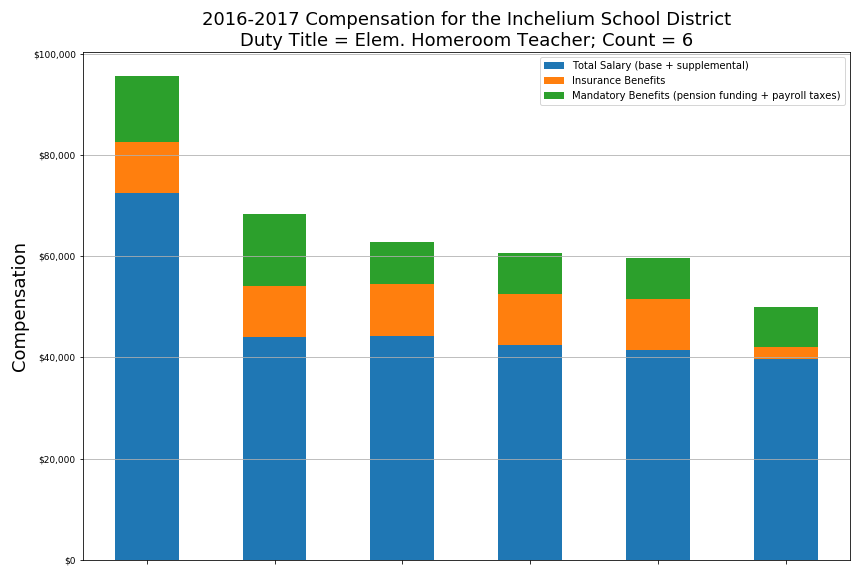 2016-2017 Compensation for the Inchelium School District
Duty Title = Elem. Homeroom Teacher; Count = 6
$100,000
Total Salary (base + supplemental)
Insurance Benefits
Mandatory Benefits (pension funding + payroll taxes)
$80,000
$60,000
Compensation
$40,000
$20,000
$0